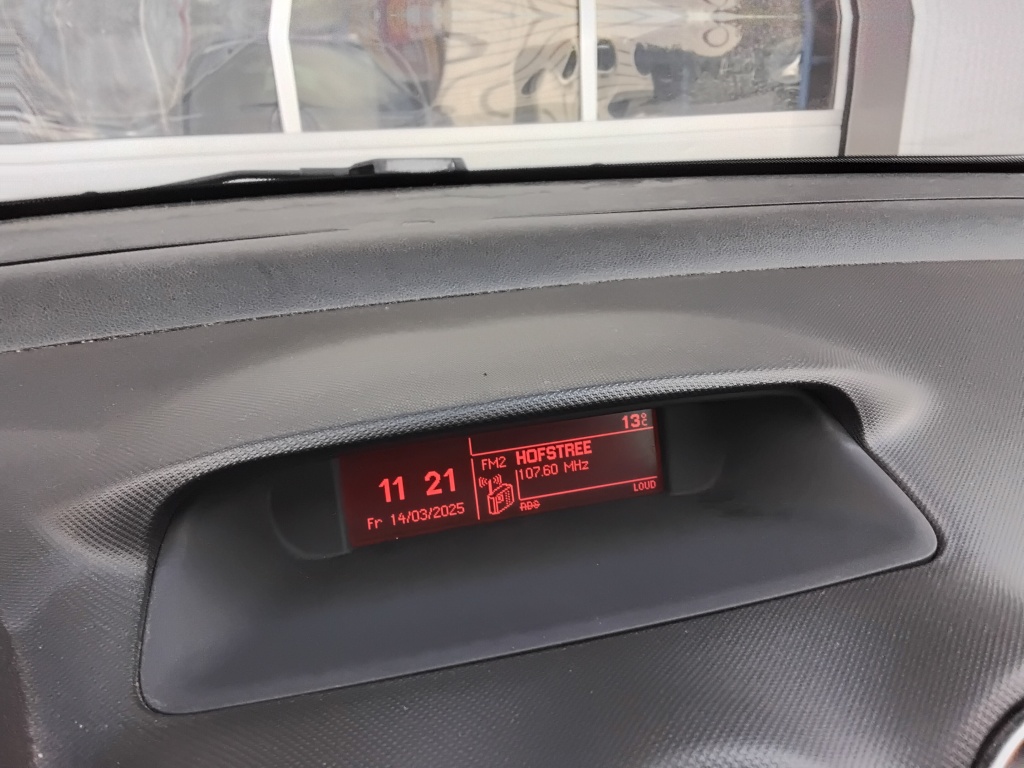 13°C
11 21
Fr 14/03/2025
FM2 HOFSTREE
107.60 MHz
RDS
LOUD